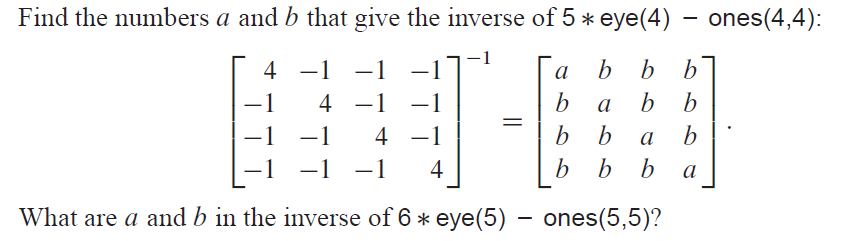 Find the numbers a and b that give the inverse of 5 * eye(4) − ones(4,4):
[ 4 −1 −1 −1 ]⁻¹ [ a b b b ]
[ −1 4 −1 −1 ] [ b a b b ]
[ −1 −1 4 −1 ] = [ b b a b ] .
[ −1 −1 −1 4 ] [ b b b a ]
What are a and b in the inverse of 6 * eye(5) − ones(5,5)?